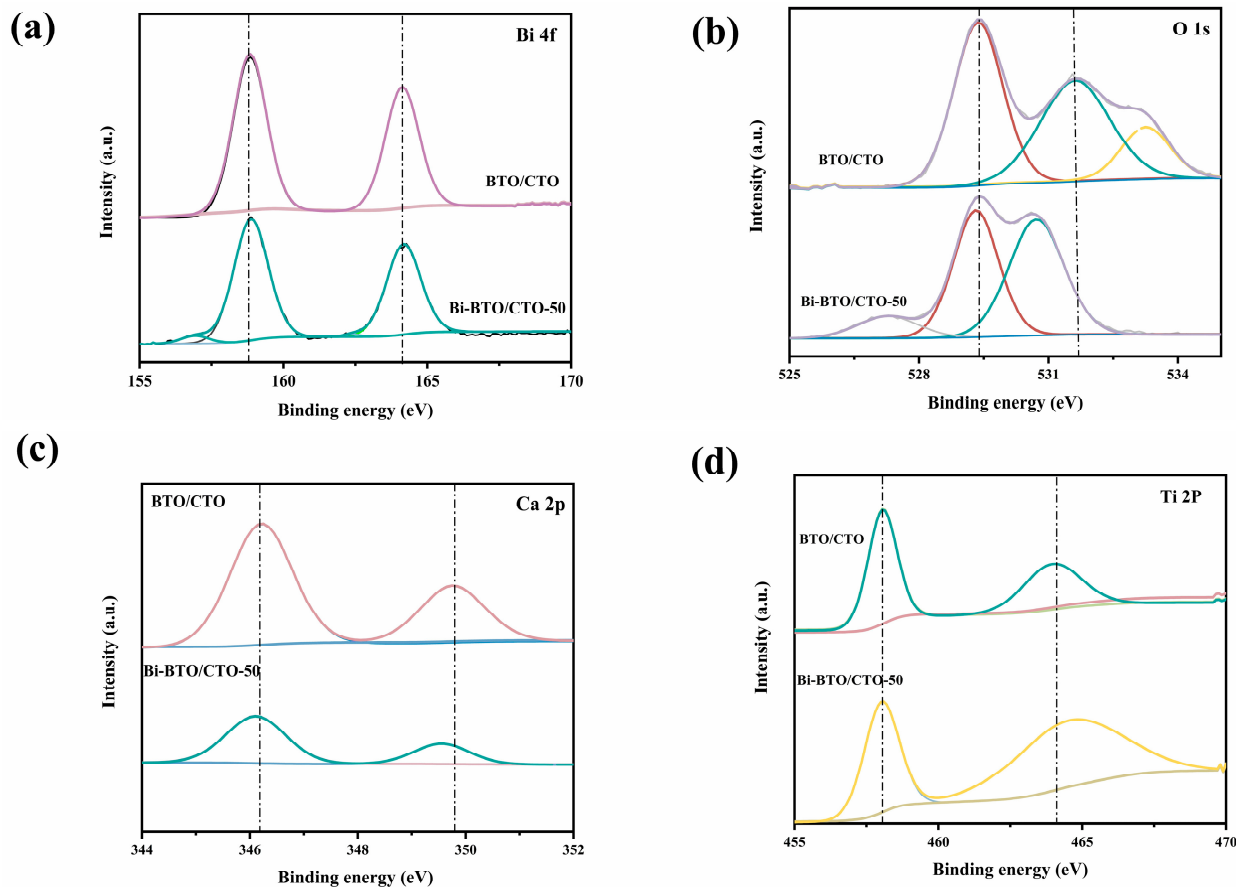 (a)
Bi 4f
BTO/CTO
Bi-BTO/CTO-50
Intensity (a.u.)
155 160 165 170
Binding energy (eV)
(b)
O 1s
BTO/CTO
Bi-BTO/CTO-50
Intensity (a.u.)
525 528 531 534
Binding energy (eV)
(c)
BTO/CTO
Ca 2p
Bi-BTO/CTO-50
Intensity (a.u.)
344 346 348 350 352
Binding energy (eV)
(d)
Ti 2P
BTO/CTO
Bi-BTO/CTO-50
Intensity (a.u.)
455 460 465 470
Binding energy (eV)